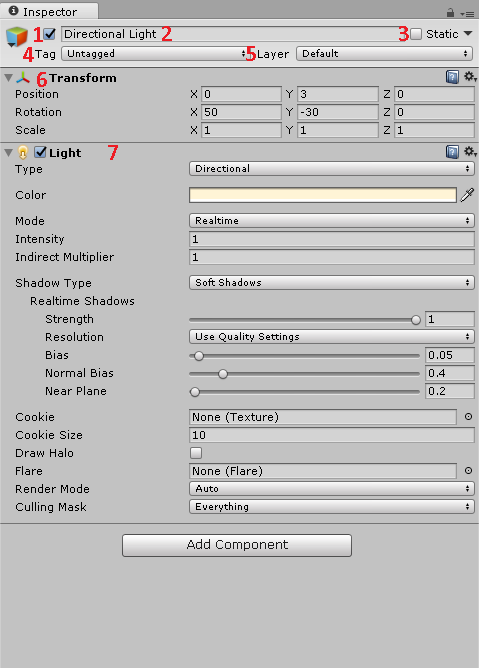 Inspector
1 Directional Light 2 3 Static
4 Tag Untagged 5 Layer Default
6 Transform
Position X 0 Y 3 Z 0
Rotation X 50 Y -30 Z 0
Scale X 1 Y 1 Z 1
Light 7
Type Directional
Color
Mode Realtime
Intensity 1
Indirect Multiplier 1
Shadow Type Soft Shadows
Realtime Shadows
Strength 1
Resolution Use Quality Settings
Bias 0.05
Normal Bias 0.4
Near Plane 0.2
Cookie None (Texture)
Cookie Size 10
Draw Halo
Flare None (Flare)
Render Mode Auto
Culling Mask Everything
Add Component